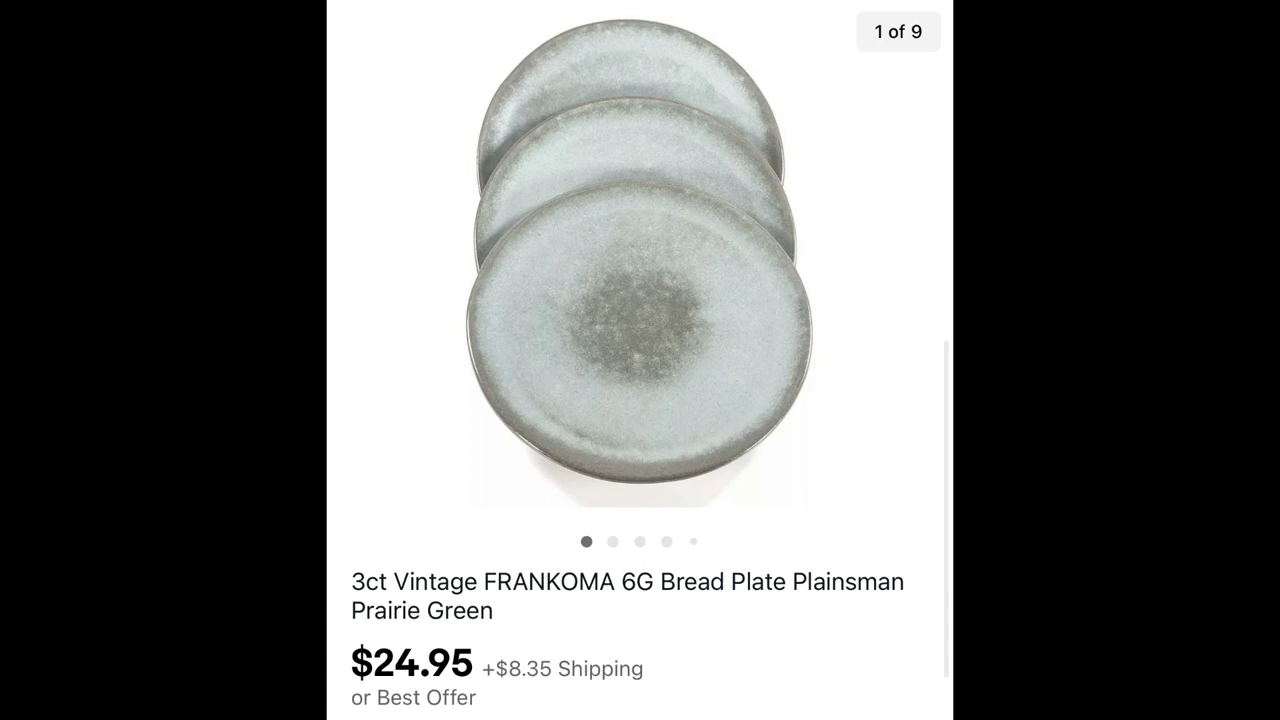 1 of 9
3ct Vintage FRANKOMA 6G Bread Plate Plainsman
Prairie Green
$24.95 +$8.35 Shipping
or Best Offer